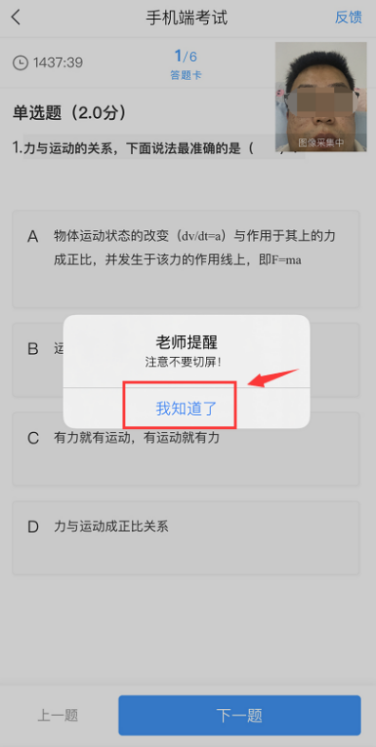 手机端考试
反馈
1437:39
1/6
答题卡
图像采集中
单选题（2.0分）
1.力与运动的关系，下面说法最准确的是（
A 物体运动状态的改变（dv/dt=a）与作用于其上的力
成正比，并发生于该力的作用线上，即F=ma
老师提醒
注意不要切屏！
B
我知道了
C 有力就有运动，有运动就有力
D 力与运动成正比关系
上一题
下一题